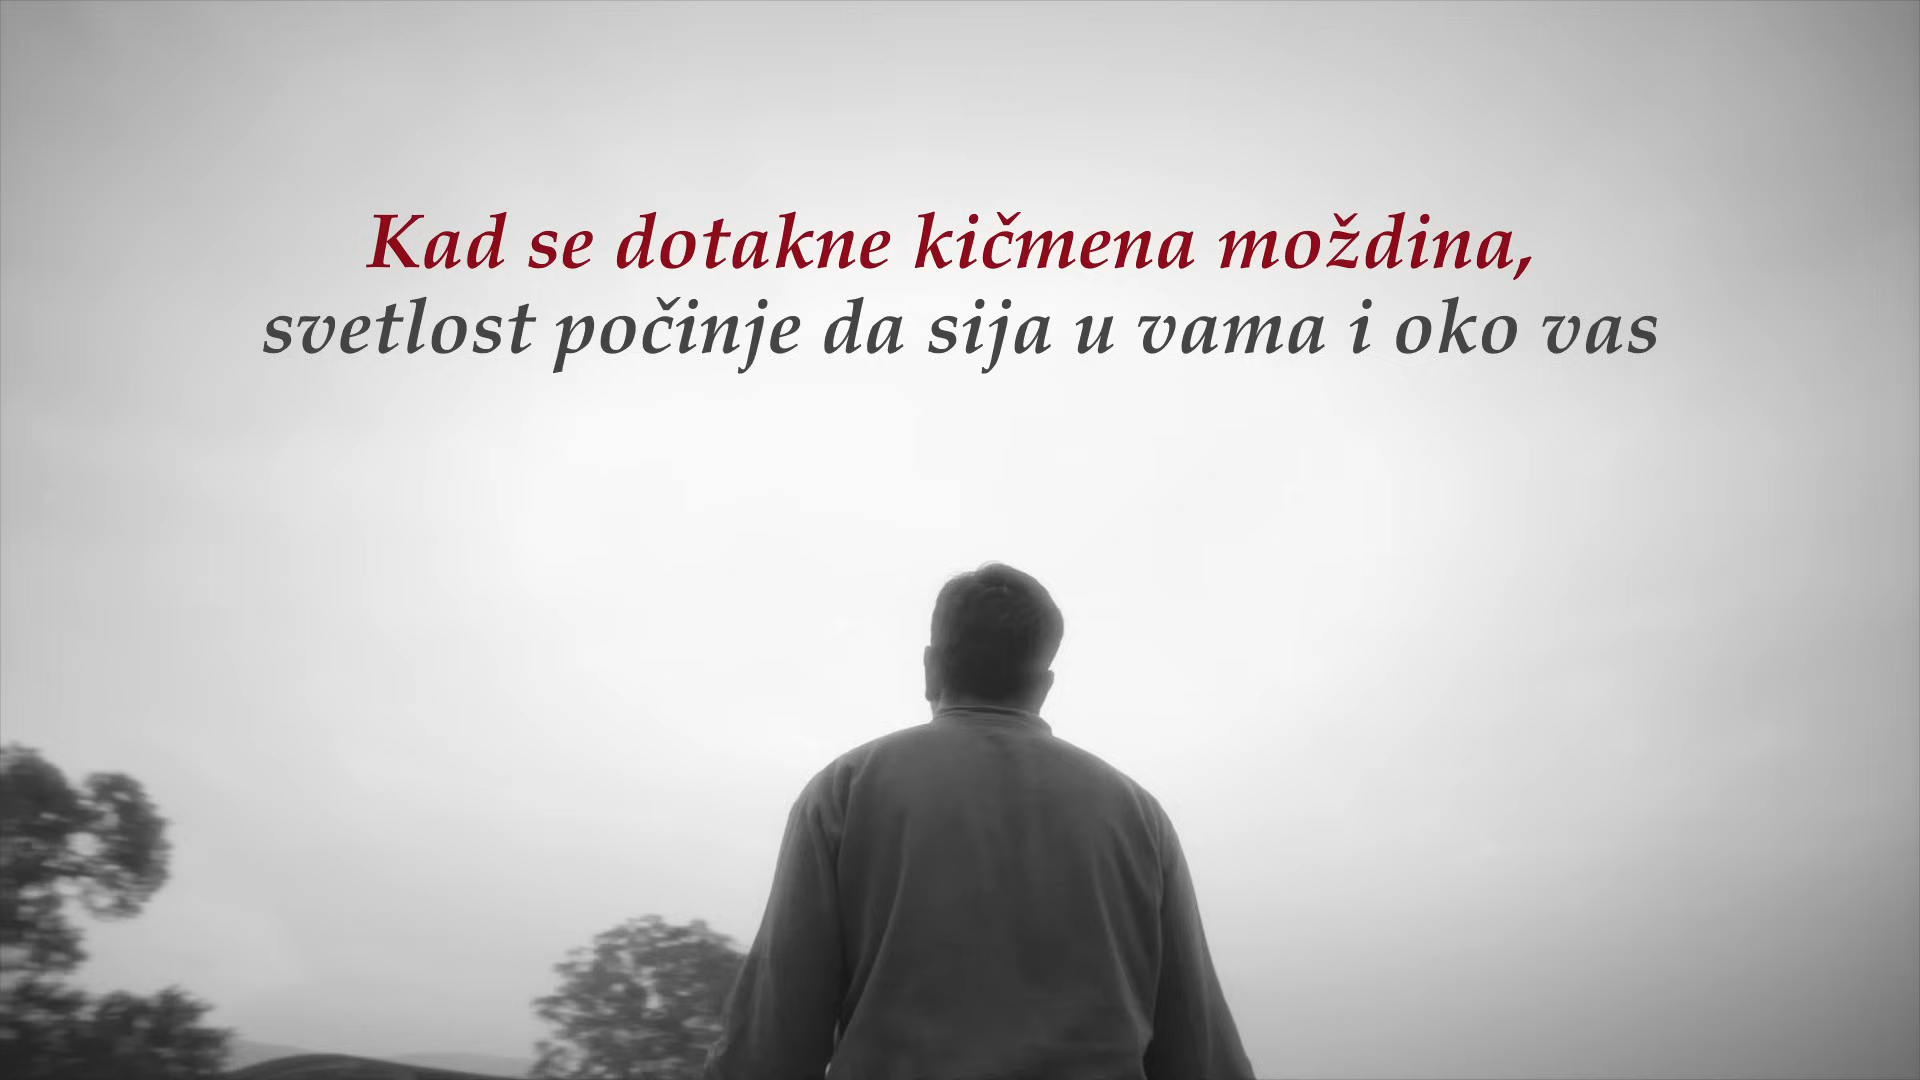 Kad se dotakne kičmena moždina,
svetlost počinje da sija u vama i oko vas